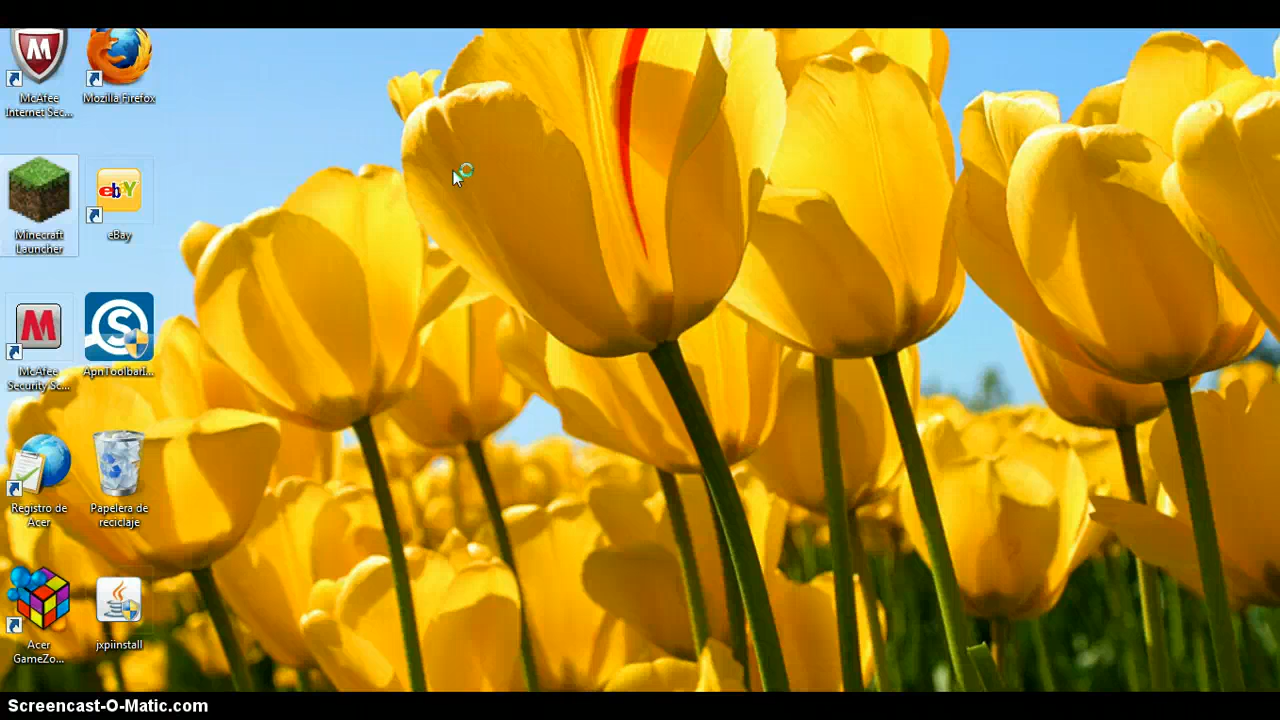 McAfee
Internet Sec...
Mozilla Firefox
Minecraft
Launcher
ebY
eBay
McAfee
Security Sc...
ApnToolbarI...
Registro de
Acer
Papelera de
reciclaje
Acer
GameZo...
jxpiinstall
Screencast-O-Matic.com